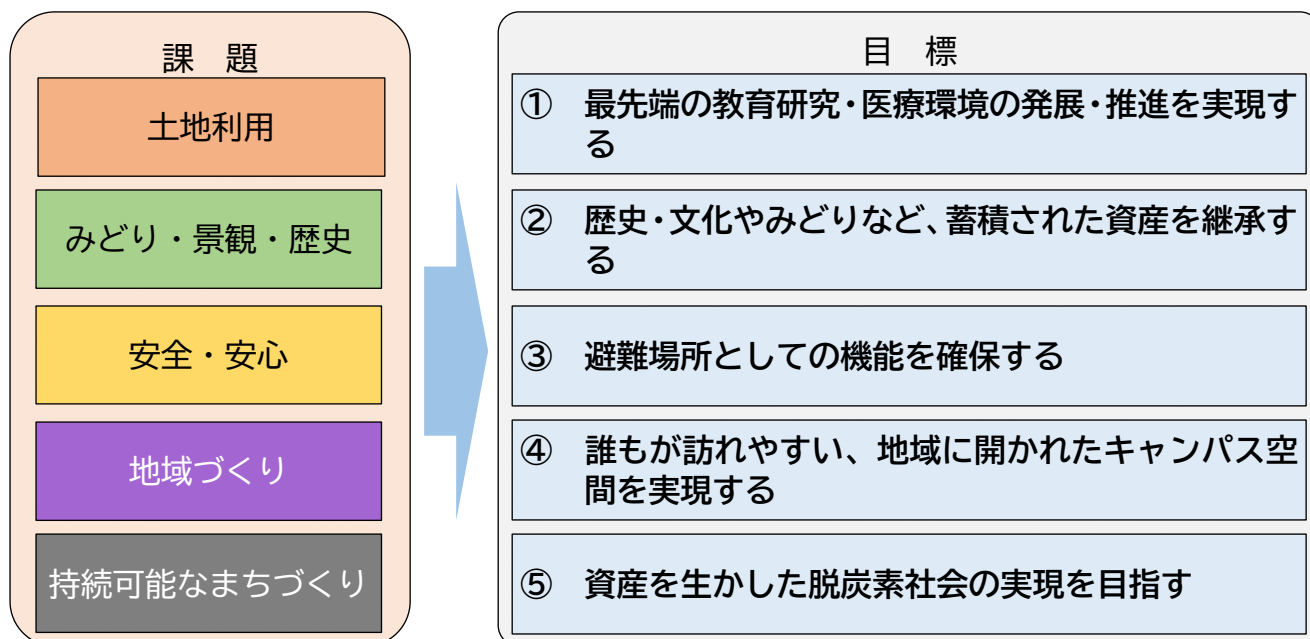 課　題
土地利用
みどり・景観・歴史
安全・安心
地域づくり
持続可能なまちづくり
目　標
①　最先端の教育研究・医療環境の発展・推進を実現す
る
②　歴史・文化やみどりなど、蓄積された資産を継承す
る
③　避難場所としての機能を確保する
④　誰もが訪れやすい、地域に開かれたキャンパス空
間を実現する
⑤　資産を生かした脱炭素社会の実現を目指す